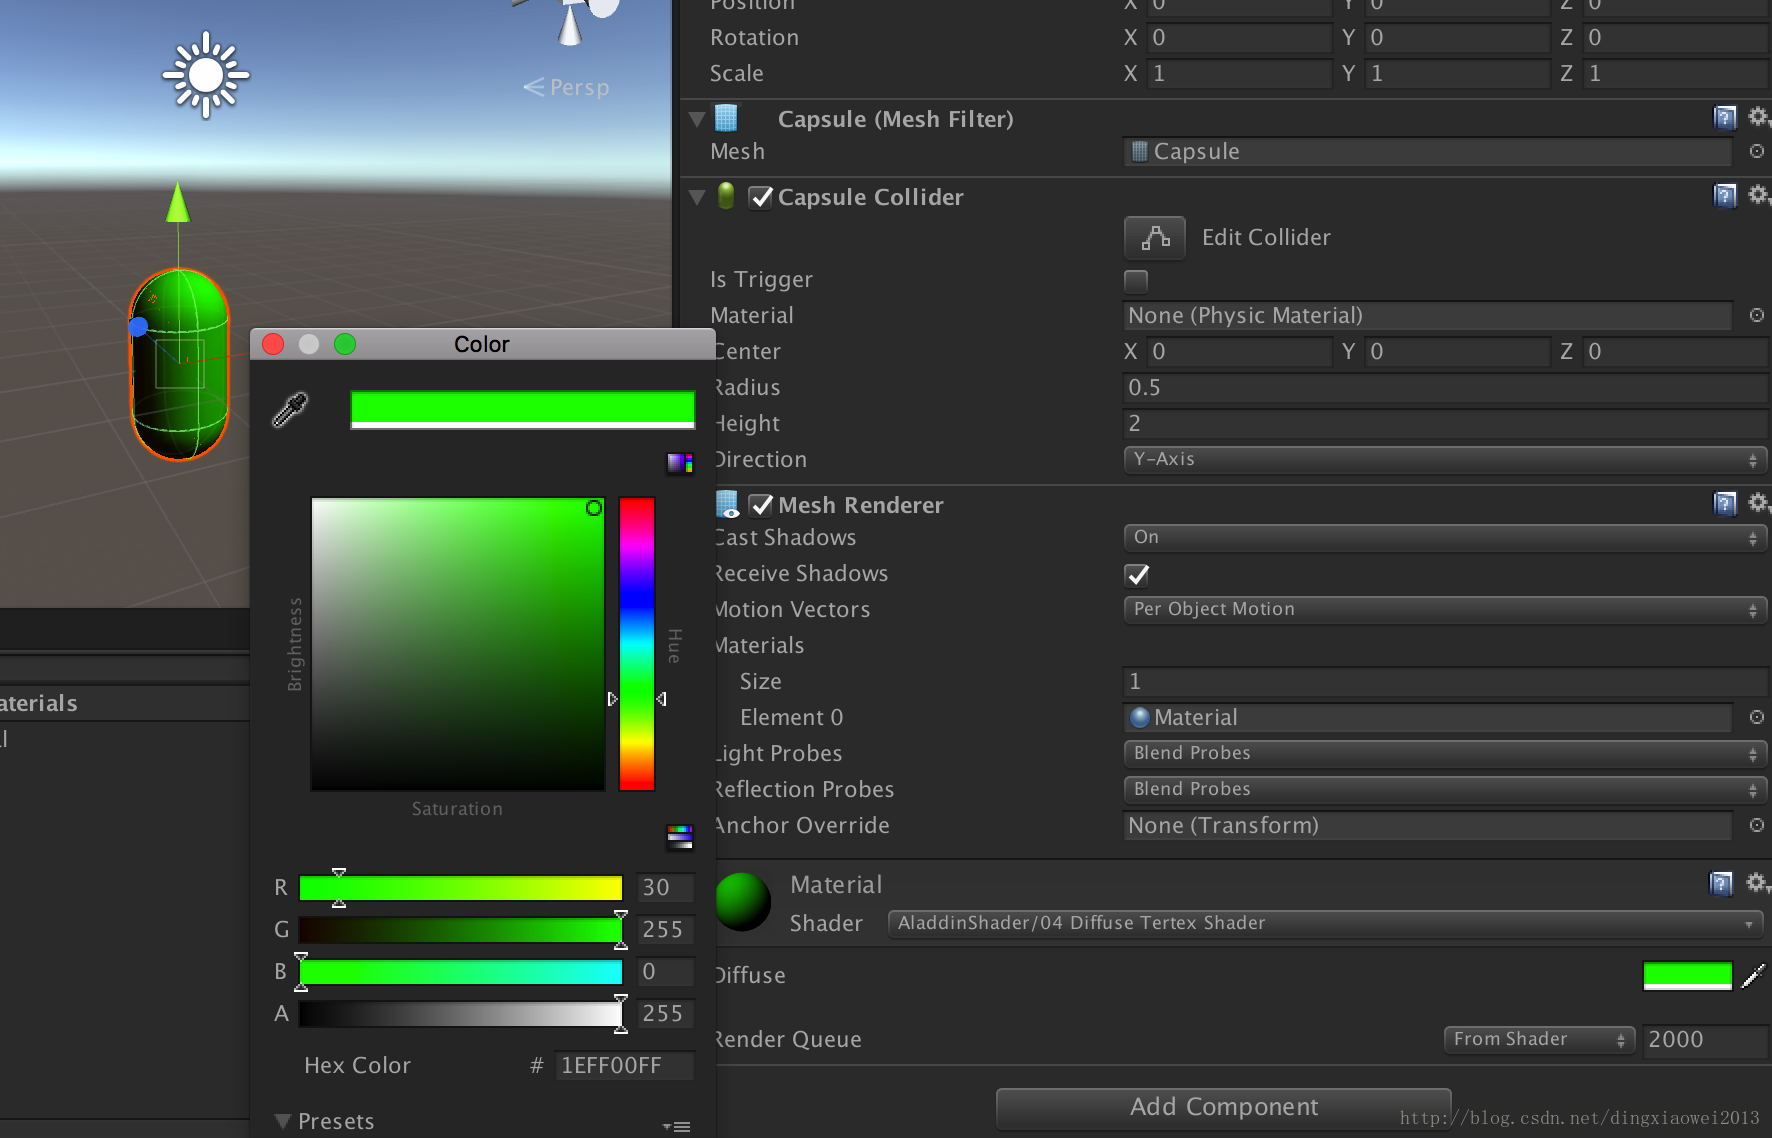 Position X 0 Y 0 Z 0
Rotation X 0 Y 0 Z 0
Scale X 1 Y 1 Z 1
Persp
Capsule (Mesh Filter)
Mesh Capsule
Capsule Collider
Edit Collider
Is Trigger
Material None (Physic Material)
Center X 0 Y 0 Z 0
Radius 0.5
Height 2
Direction Y-Axis
Mesh Renderer
Cast Shadows On
Receive Shadows
Motion Vectors Per Object Motion
Materials
Size 1
Element 0 Material
Light Probes Blend Probes
Reflection Probes Blend Probes
Anchor Override None (Transform)
Material
Shader AladdinShader/04 Diffuse Tertex Shader
Diffuse
Render Queue From Shader 2000
Add Component
Color
Brightness
Hue
Saturation
R 30
G 255
B 0
A 255
Hex Color # 1EFF00FF
Presets
aterials
l
http://blog.csdn.net/dingxiaowei2013